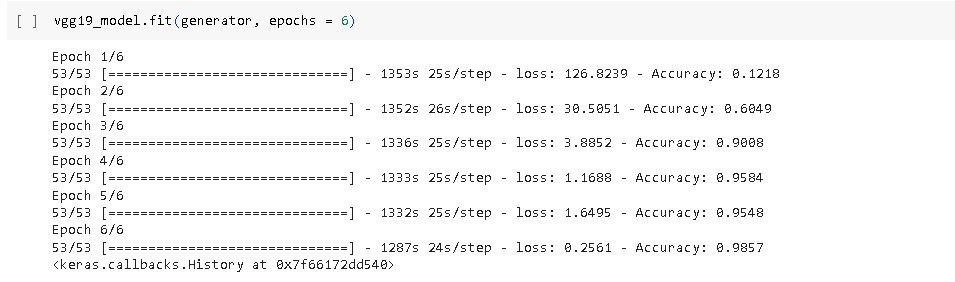 [ ] vgg19_model.fit(generator, epochs = 6)
Epoch 1/6
53/53 [==============================] - 1353s 25s/step - loss: 126.8239 - Accuracy: 0.1218
Epoch 2/6
53/53 [==============================] - 1352s 26s/step - loss: 30.5051 - Accuracy: 0.6049
Epoch 3/6
53/53 [==============================] - 1336s 25s/step - loss: 3.8852 - Accuracy: 0.9008
Epoch 4/6
53/53 [==============================] - 1333s 25s/step - loss: 1.1688 - Accuracy: 0.9584
Epoch 5/6
53/53 [==============================] - 1332s 25s/step - loss: 1.6495 - Accuracy: 0.9548
Epoch 6/6
53/53 [==============================] - 1287s 24s/step - loss: 0.2561 - Accuracy: 0.9857
<keras.callbacks.History at 0x7f66172dd540>